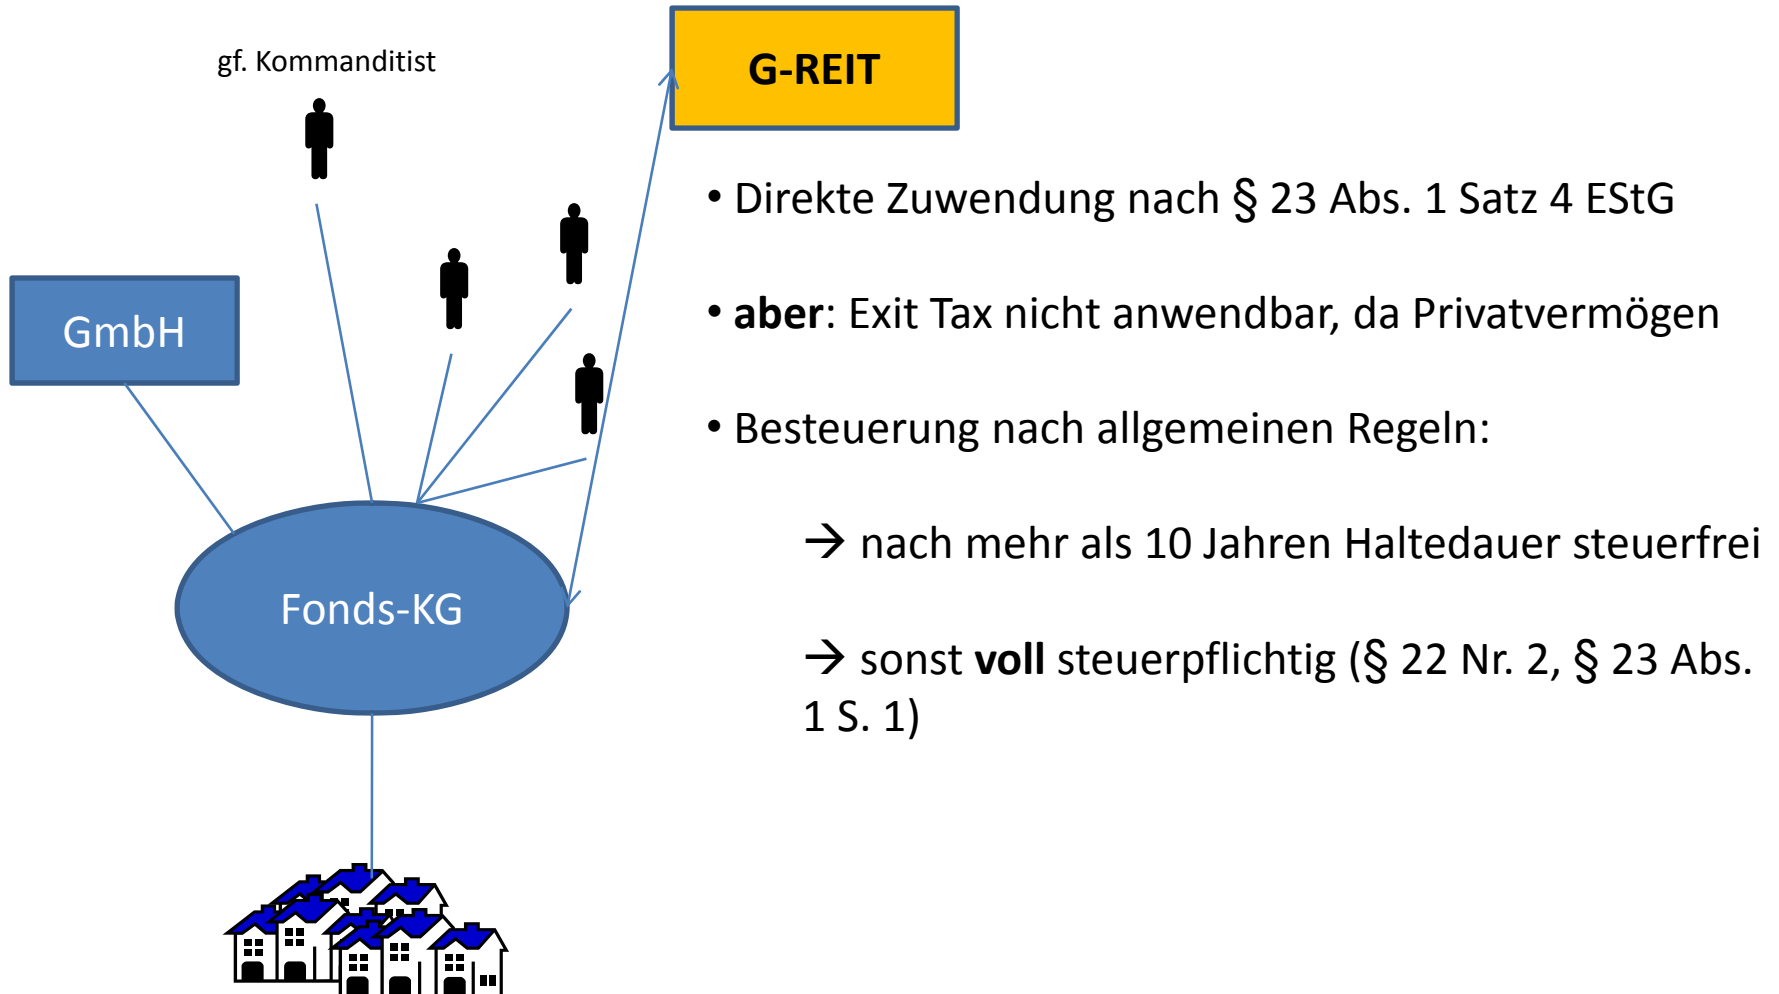 gf. Kommanditist
G-REIT
GmbH
Fonds-KG
• Direkte Zuwendung nach § 23 Abs. 1 Satz 4 EStG
• aber: Exit Tax nicht anwendbar, da Privatvermögen
• Besteuerung nach allgemeinen Regeln:
→ nach mehr als 10 Jahren Haltedauer steuerfrei
→ sonst voll steuerpflichtig (§ 22 Nr. 2, § 23 Abs.
1 S. 1)